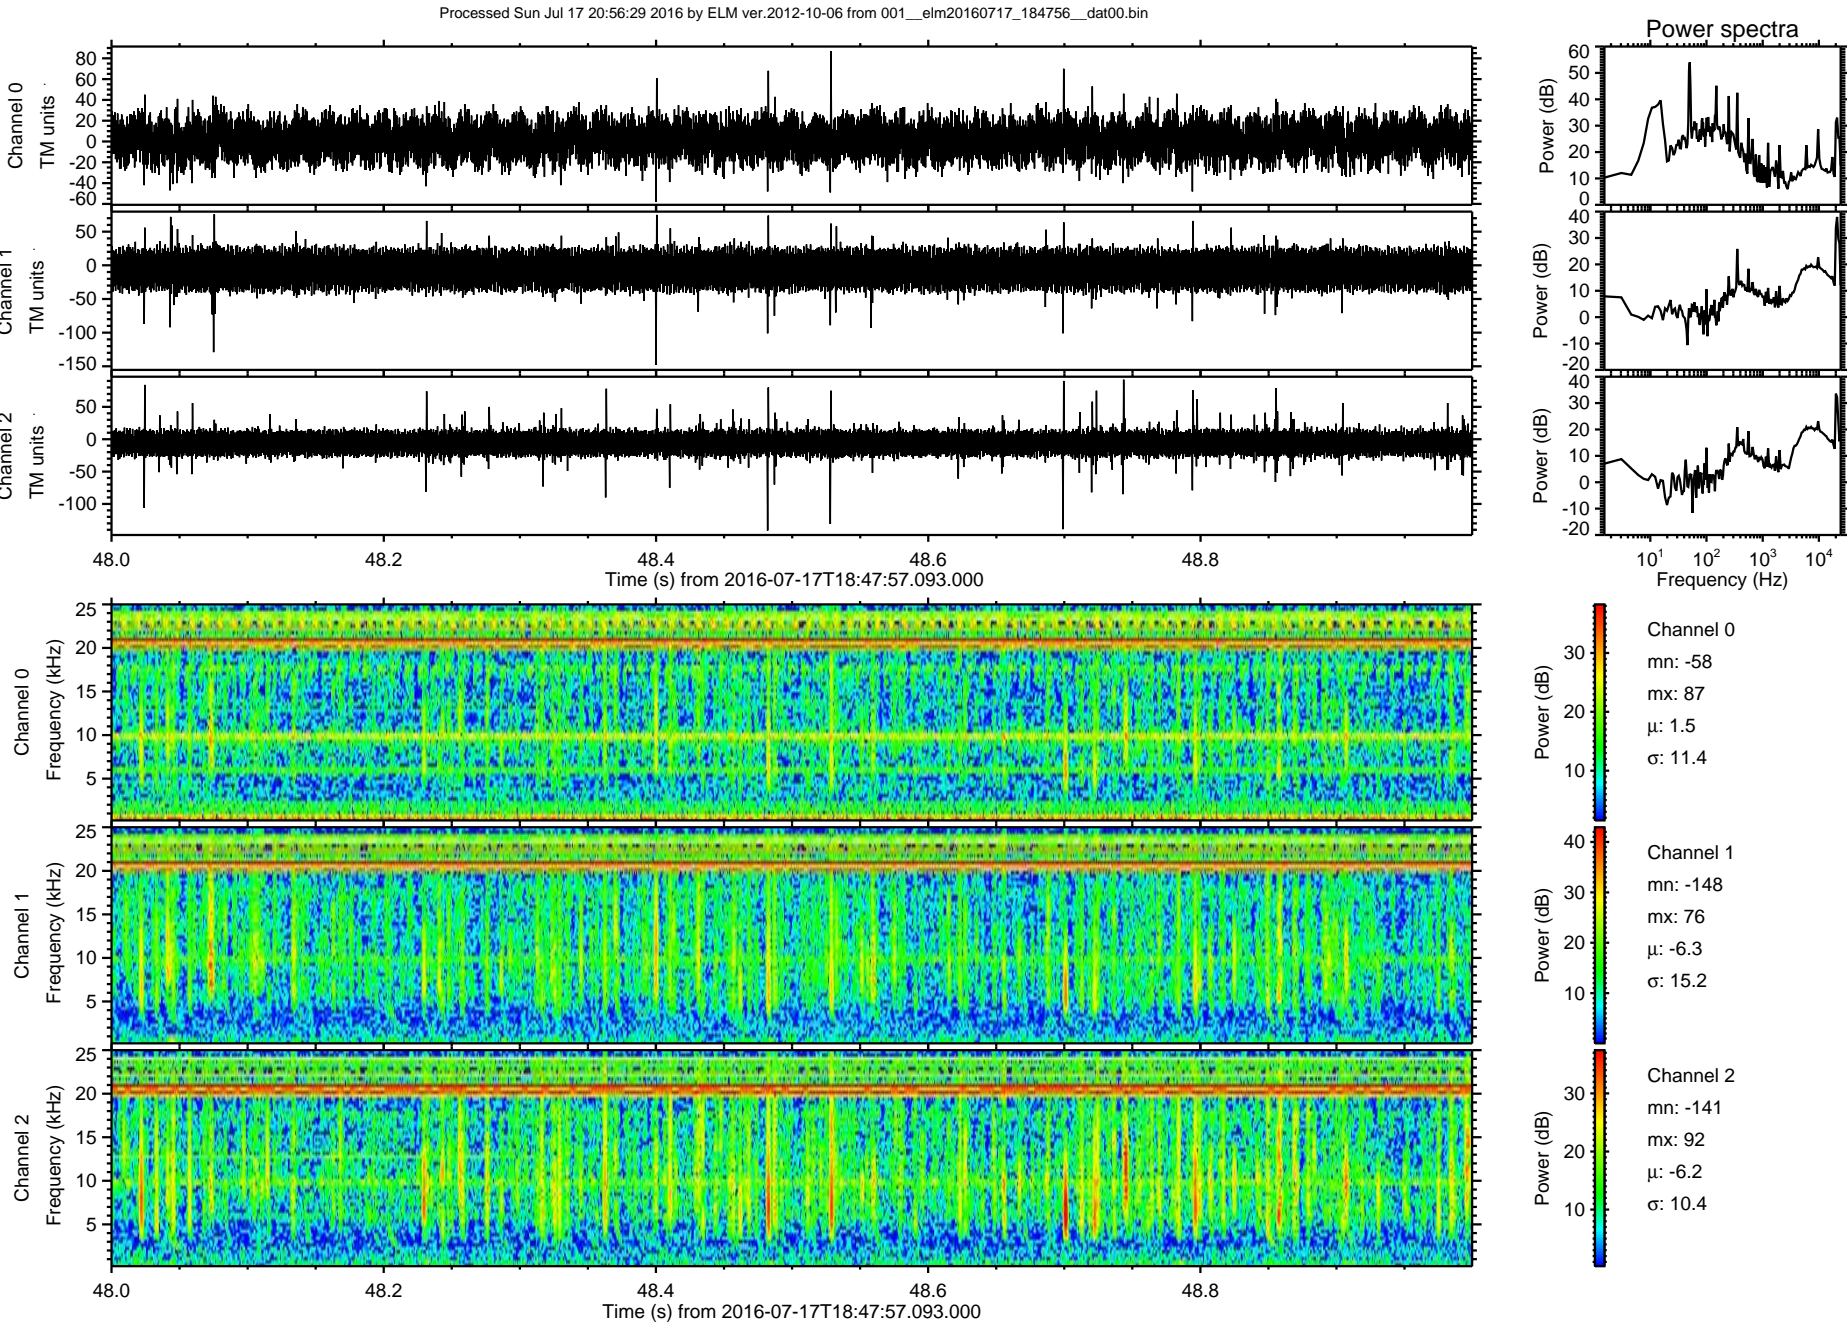 Processed Sun Jul 17 20:56:29 2016 by ELM ver.2012-10-06 from 001__elm20160717_184756__dat00.bin
Power spectra
Channel 0
TM units
80
60
40
20
0
-20
-40
-60
Power (dB)
60
50
40
30
20
10
0
Channel 1
TM units
50
0
-50
-100
-150
Power (dB)
40
30
20
10
0
-10
-20
Channel 2
TM units
50
0
-50
-100
Power (dB)
40
30
20
10
0
-10
-20
48.0 48.2 48.4 48.6 48.8
Time (s) from 2016-07-17T18:47:57.093.000
10¹ 10² 10³ 10⁴
Frequency (Hz)
Channel 0
Frequency (kHz)
25
20
15
10
5
Power (dB)
30
20
10
Channel 0
mn: -58
mx: 87
μ: 1.5
σ: 11.4
Channel 1
Frequency (kHz)
25
20
15
10
5
Power (dB)
40
30
20
10
Channel 1
mn: -148
mx: 76
μ: -6.3
σ: 15.2
Channel 2
Frequency (kHz)
25
20
15
10
5
Power (dB)
30
20
10
Channel 2
mn: -141
mx: 92
μ: -6.2
σ: 10.4
48.0 48.2 48.4 48.6 48.8
Time (s) from 2016-07-17T18:47:57.093.000